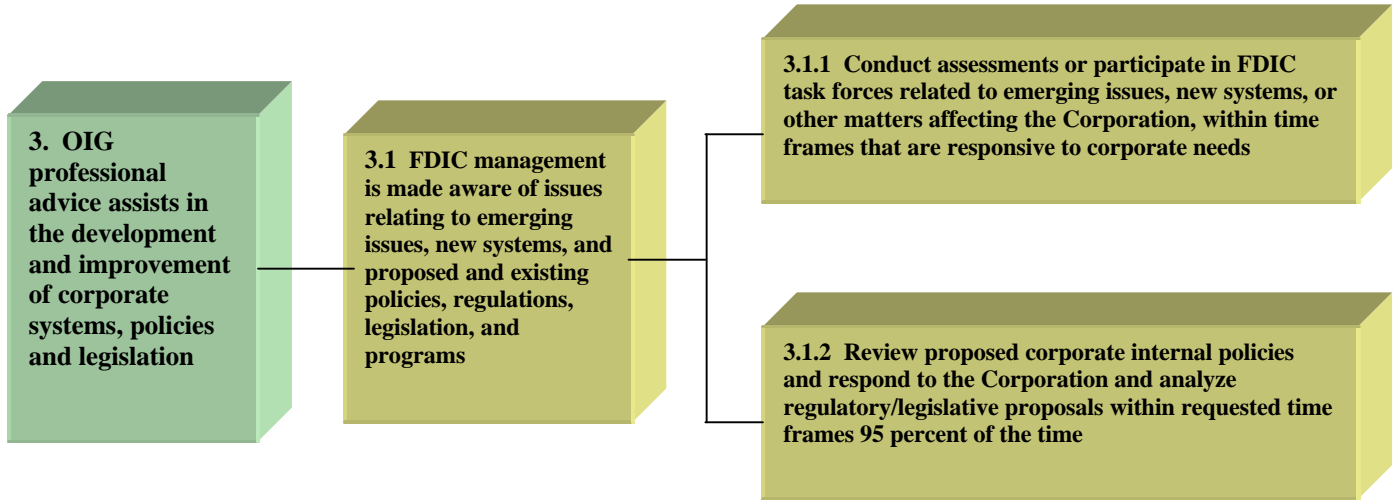 3. OIG
professional
advice assists in
the development
and improvement
of corporate
systems, policies
and legislation
3.1 FDIC management
is made aware of issues
relating to emerging
issues, new systems, and
proposed and existing
policies, regulations,
legislation, and
programs
3.1.1 Conduct assessments or participate in FDIC
task forces related to emerging issues, new systems, or
other matters affecting the Corporation, within time
frames that are responsive to corporate needs
3.1.2 Review proposed corporate internal policies
and respond to the Corporation and analyze
regulatory/legislative proposals within requested time
frames 95 percent of the time